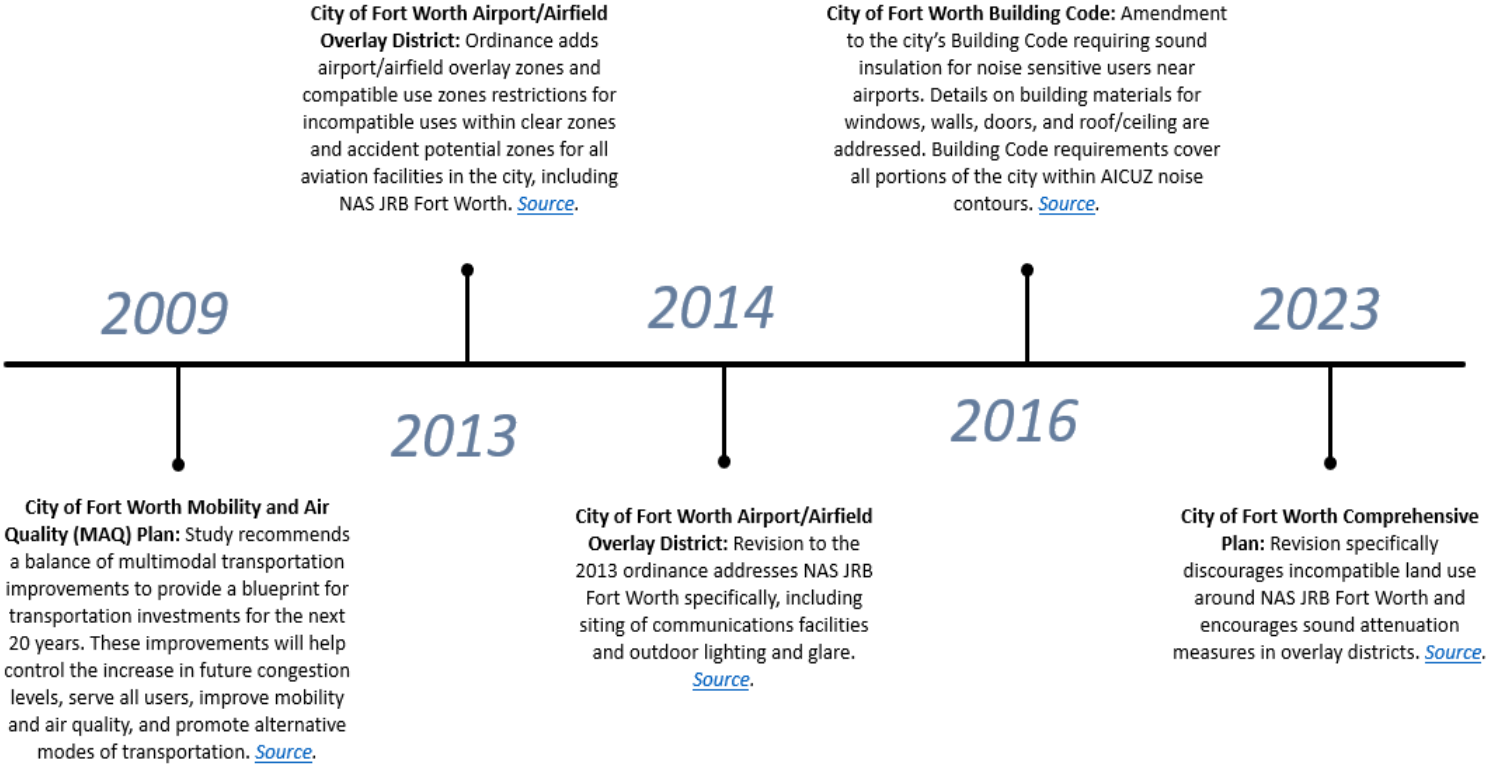 City of Fort Worth Airport/Airfield
Overlay District: Ordinance adds
airport/airfield overlay zones and
compatible use zones restrictions for
incompatible uses within clear zones
and accident potential zones for all
aviation facilities in the city, including
NAS JRB Fort Worth. Source.
City of Fort Worth Building Code: Amendment
to the city's Building Code requiring sound
insulation for noise sensitive users near
airports. Details on building materials for
windows, walls, doors, and roof/ceiling are
addressed. Building Code requirements cover
all portions of the city within AICUZ noise
contours. Source.
2009
2014
2023
2013
2016
City of Fort Worth Mobility and Air
Quality (MAQ) Plan: Study recommends
a balance of multimodal transportation
improvements to provide a blueprint for
transportation investments for the next
20 years. These improvements will help
control the increase in future congestion
levels, serve all users, improve mobility
and air quality, and promote alternative
modes of transportation. Source.
City of Fort Worth Airport/Airfield
Overlay District: Revision to the
2013 ordinance addresses NAS JRB
Fort Worth specifically, including
siting of communications facilities
and outdoor lighting and glare.
Source.
City of Fort Worth Comprehensive
Plan: Revision specifically
discourages incompatible land use
around NAS JRB Fort Worth and
encourages sound attenuation
measures in overlay districts. Source.